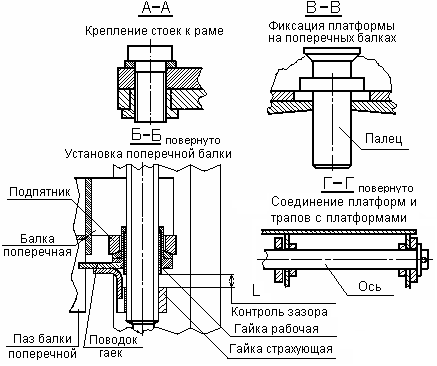 А–А
Крепление стоек к раме
В–В
Фиксация платформы
на поперечных балках
Палец
Б–Б повернуто
Установка поперечной балки
Подпятник
Балка
поперечная
Паз балки
поперечной
Поводок
гаек
L
Контроль зазора
Гайка рабочая
Гайка страхующая
Г–Г повернуто
Соединение платформ и
трапов с платформами
Ось